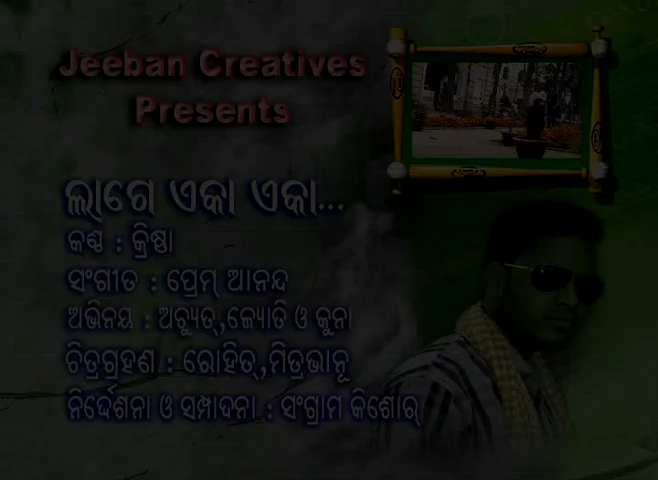 Jeeban Creatives
Presents
ଲାଗେ ଏକା ଏକା...
କଣ୍ଠ : କ୍ରିଷ୍ଣା
ସଂଗୀତ : ପ୍ରେମ୍ ଆନନ୍ଦ
ଅଭିନୟ : ଅଚ୍ୟୁତ୍,ଜ୍ୟୋତି ଓ କୁନା
ଚିତ୍ରଗ୍ରହଣ : ରୋହିତ୍,ମିତ୍ରଭାନୂ
ନିର୍ଦ୍ଦେଶନା ଓ ସମ୍ପାଦନା : ସଂଗ୍ରାମ କିଶୋର୍